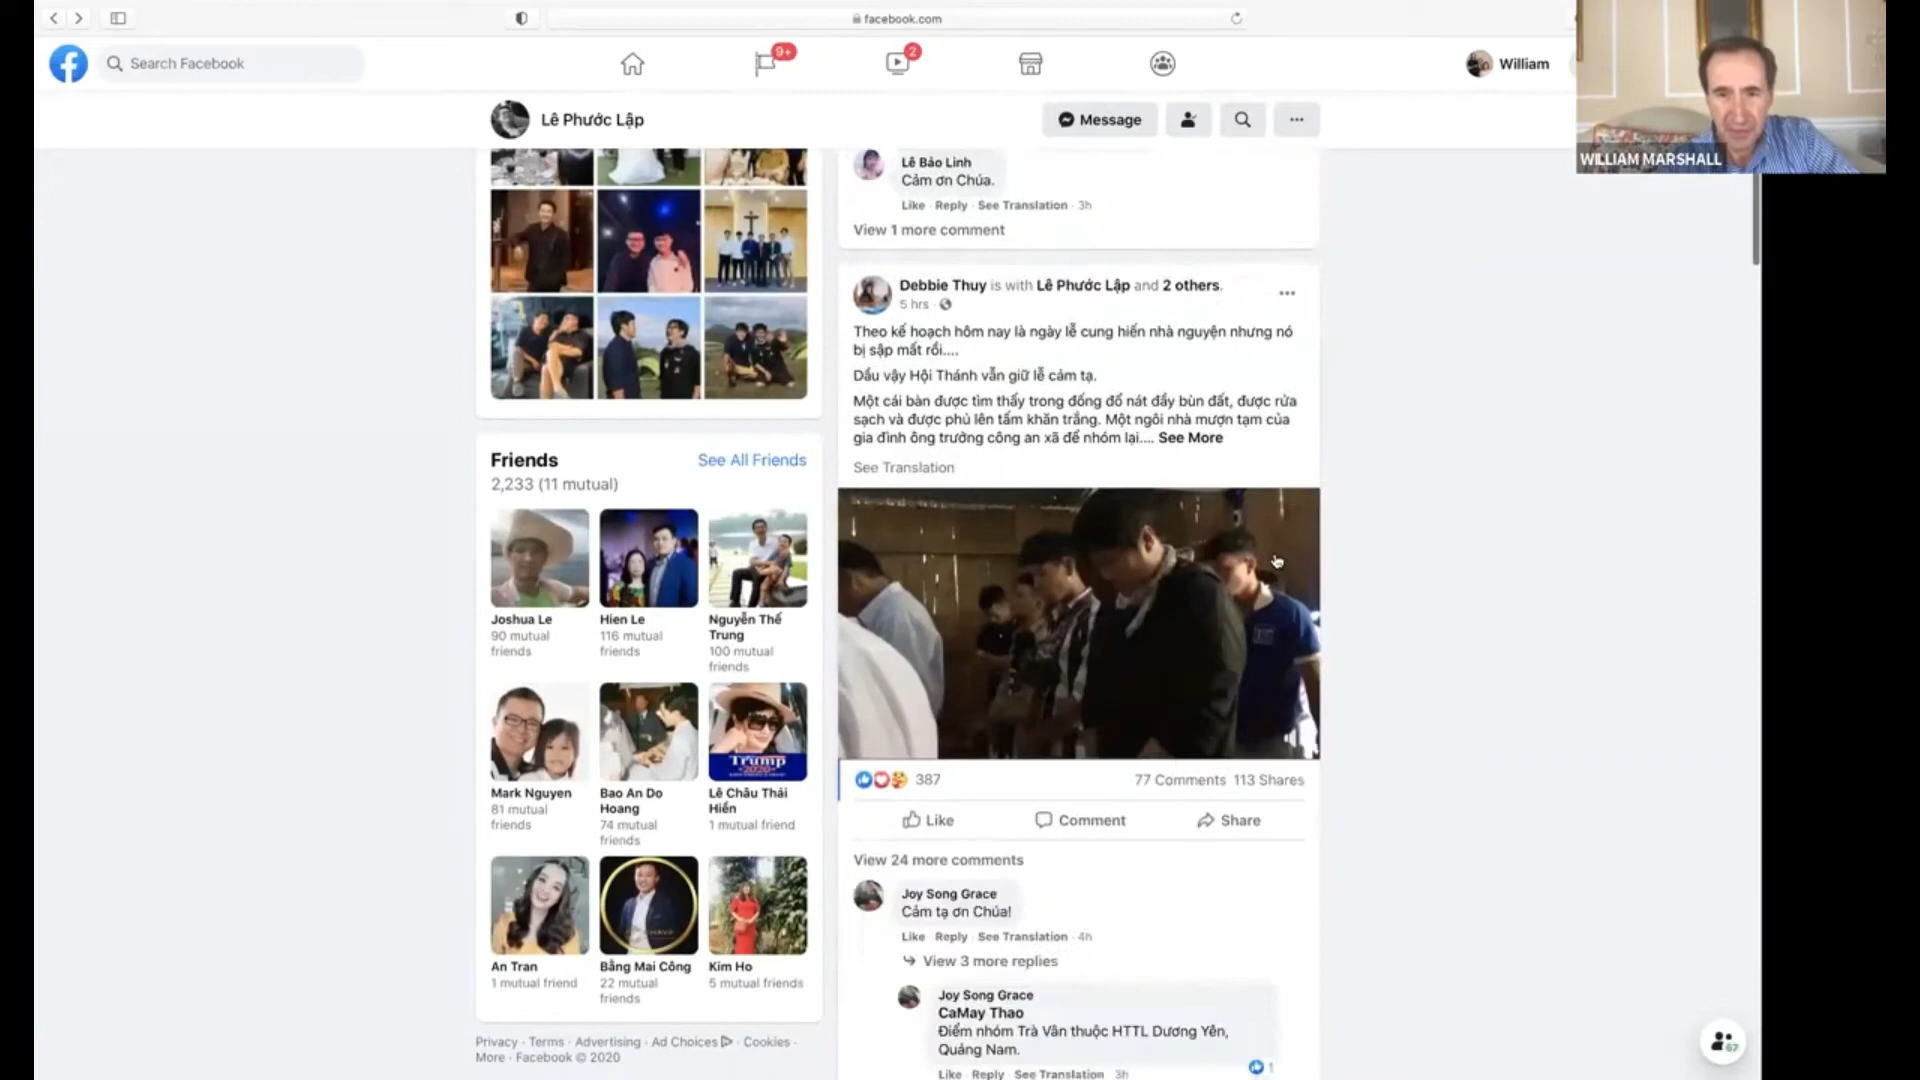 facebook.com
Search Facebook
9+
2
William
WILLIAM MARSHALL
Lê Phước Lập
Message
Friends
See All Friends
2,233 (11 mutual)
Joshua Le
90 mutual
friends
Hien Le
116 mutual
friends
Nguyễn Thế
Trung
100 mutual
friends
Mark Nguyen
81 mutual
friends
Bao An Do
Hoang
74 mutual
friends
Trump
2020
Lê Châu Thái
Hiền
1 mutual friend
An Tran
1 mutual friend
Bằng Mai Công
22 mutual
friends
Kim Ho
5 mutual friends
Privacy · Terms · Advertising · Ad Choices · Cookies ·
More · Facebook © 2020
Lê Bảo Linh
Cảm ơn Chúa.
Like · Reply · See Translation · 3h
View 1 more comment
Debbie Thuy is with Lê Phước Lập and 2 others.
5 hrs ·
Theo kế hoạch hôm nay là ngày lễ cung hiến nhà nguyện nhưng nó
bị sập mất rồi....
Dẫu vậy Hội Thánh vẫn giữ lễ cảm tạ.
Một cái bàn được tìm thấy trong đống đổ nát đầy bùn đất, được rửa
sạch và được phủ lên tấm khăn trắng. Một ngôi nhà mượn tạm của
gia đình ông trưởng công an xã để nhóm lại.... See More
See Translation
387
77 Comments 113 Shares
Like
Comment
Share
View 24 more comments
Joy Song Grace
Cảm tạ ơn Chúa!
Like · Reply · See Translation · 4h
View 3 more replies
Joy Song Grace
CaMay Thao
Điểm nhóm Trà Vân thuộc HTTL Dương Yên,
Quảng Nam.
Like · Reply · See Translation · 3h
1
67